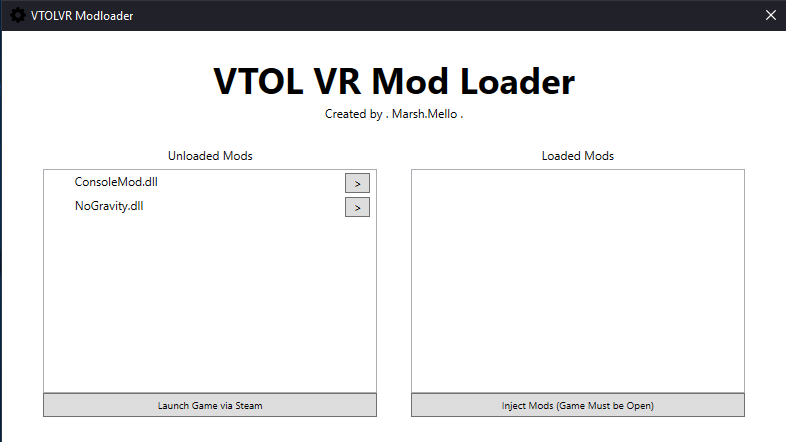 VTOLVR Modloader
VTOL VR Mod Loader
Created by . Marsh.Mello .
Unloaded Mods
ConsoleMod.dll >
NoGravity.dll >
Launch Game via Steam
Loaded Mods
Inject Mods (Game Must be Open)